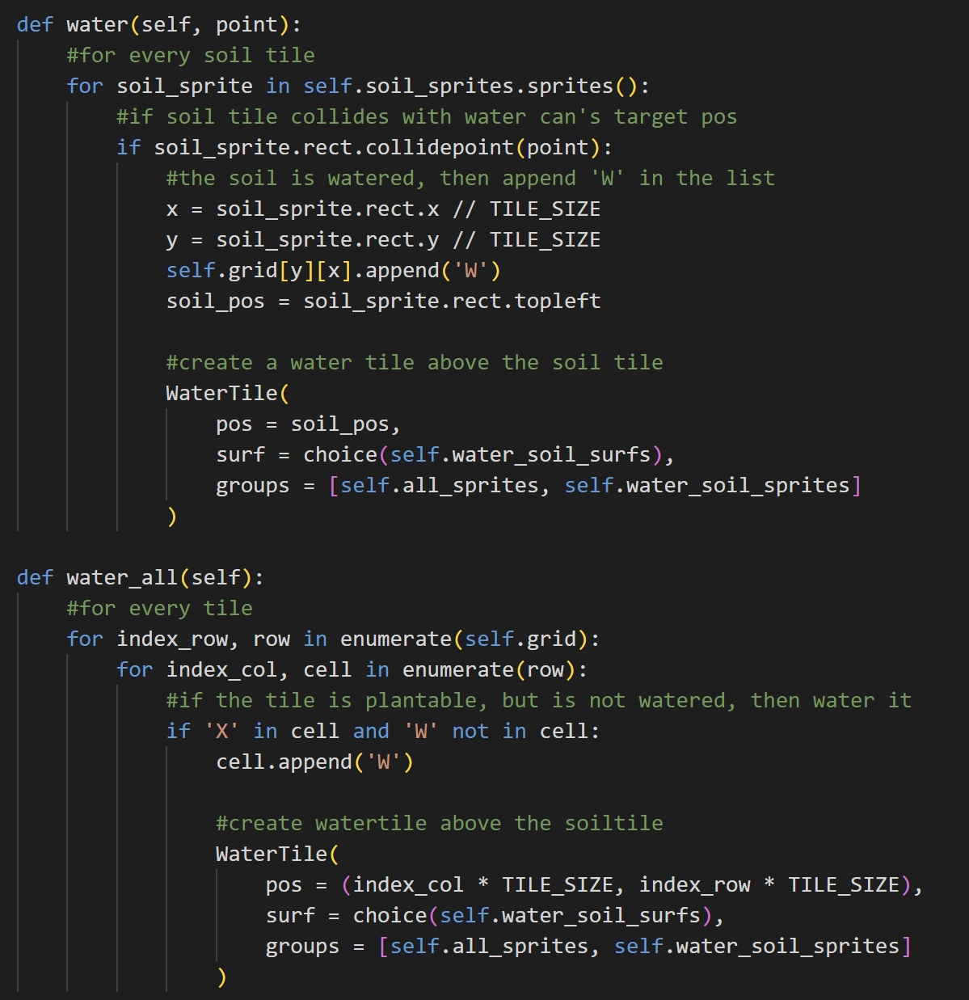 def water(self, point):
    #for every soil tile
    for soil_sprite in self.soil_sprites.sprites():
        #if soil tile collides with water can's target pos
        if soil_sprite.rect.collidepoint(point):
            #the soil is watered, then append 'W' in the list
            x = soil_sprite.rect.x // TILE_SIZE
            y = soil_sprite.rect.y // TILE_SIZE
            self.grid[y][x].append('W')
            soil_pos = soil_sprite.rect.topleft

            #create a water tile above the soil tile
            WaterTile(
                pos = soil_pos,
                surf = choice(self.water_soil_surfs),
                groups = [self.all_sprites, self.water_soil_sprites]
            )

def water_all(self):
    #for every tile
    for index_row, row in enumerate(self.grid):
        for index_col, cell in enumerate(row):
            #if the tile is plantable, but is not watered, then water it
            if 'X' in cell and 'W' not in cell:
                cell.append('W')

                #create watertile above the soiltile
                WaterTile(
                    pos = (index_col * TILE_SIZE, index_row * TILE_SIZE),
                    surf = choice(self.water_soil_surfs),
                    groups = [self.all_sprites, self.water_soil_sprites]
                )